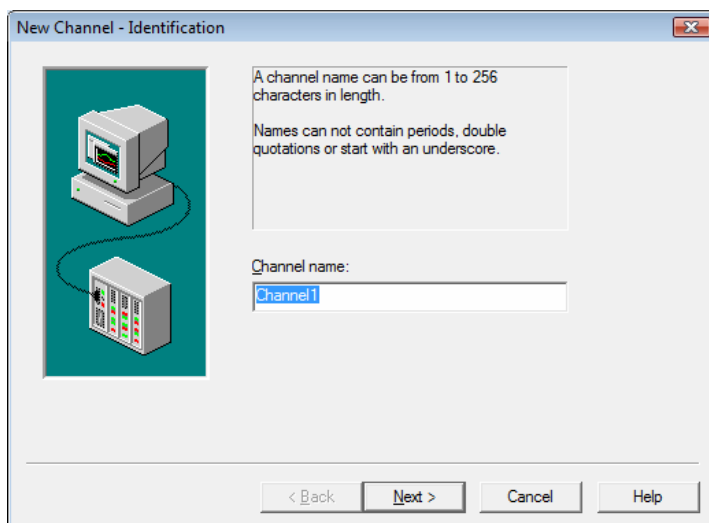 New Channel - Identification
A channel name can be from 1 to 256
characters in length.
Names can not contain periods, double
quotations or start with an underscore.
Channel name:
Channel1
< Back
Next >
Cancel
Help